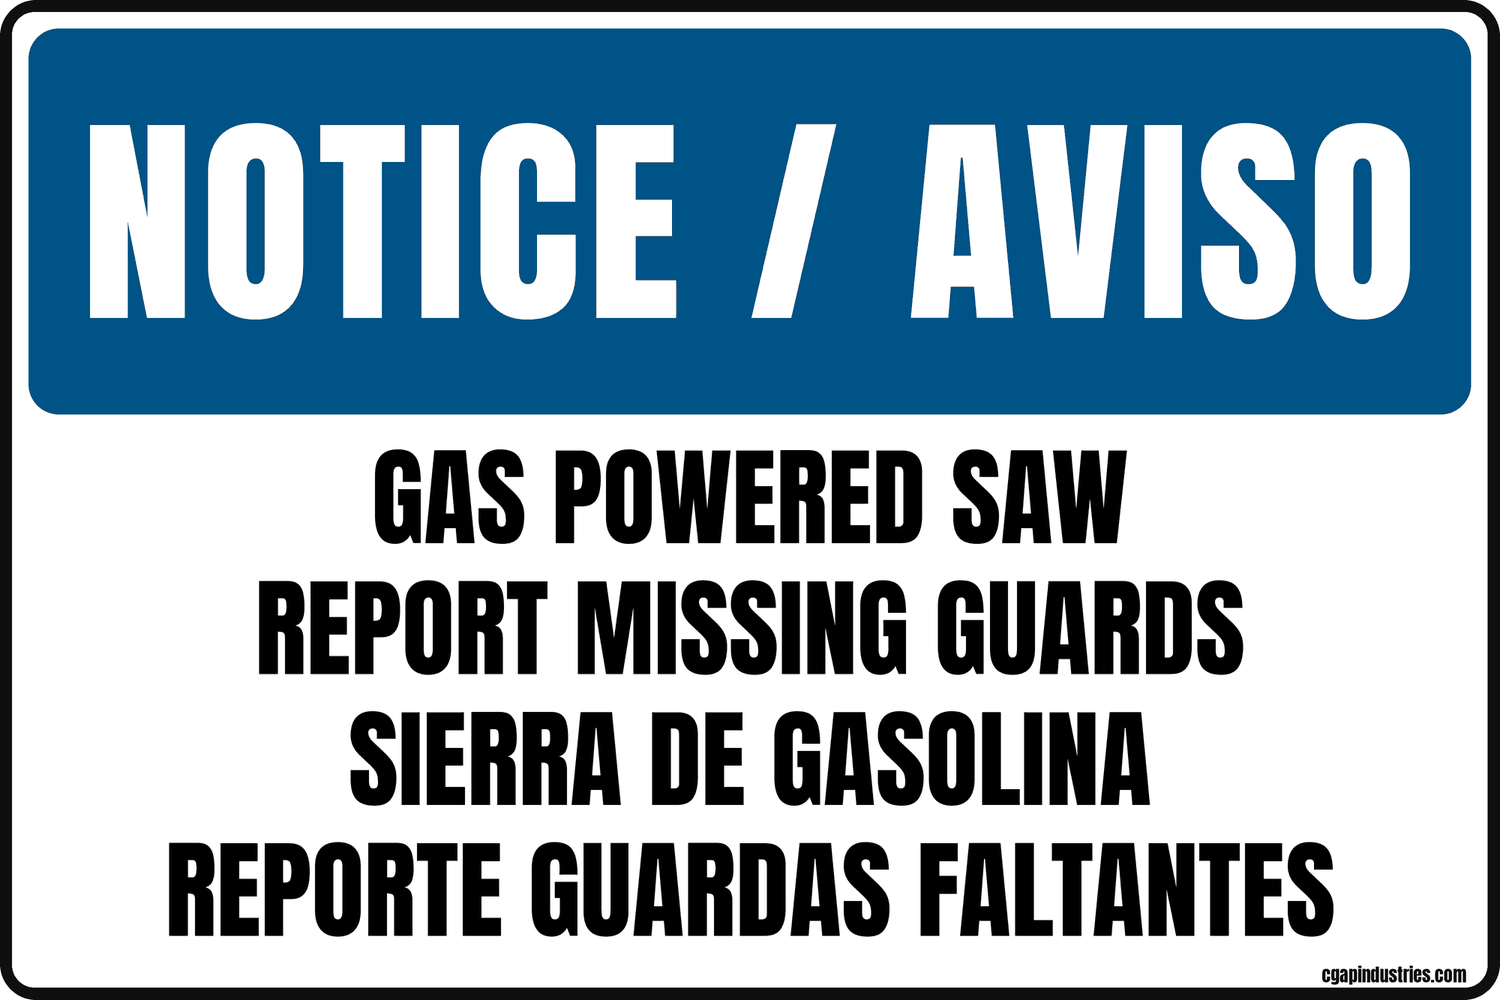 NOTICE / AVISO
GAS POWERED SAW
REPORT MISSING GUARDS
SIERRA DE GASOLINA
REPORTE GUARDAS FALTANTES
cgapindustries.com